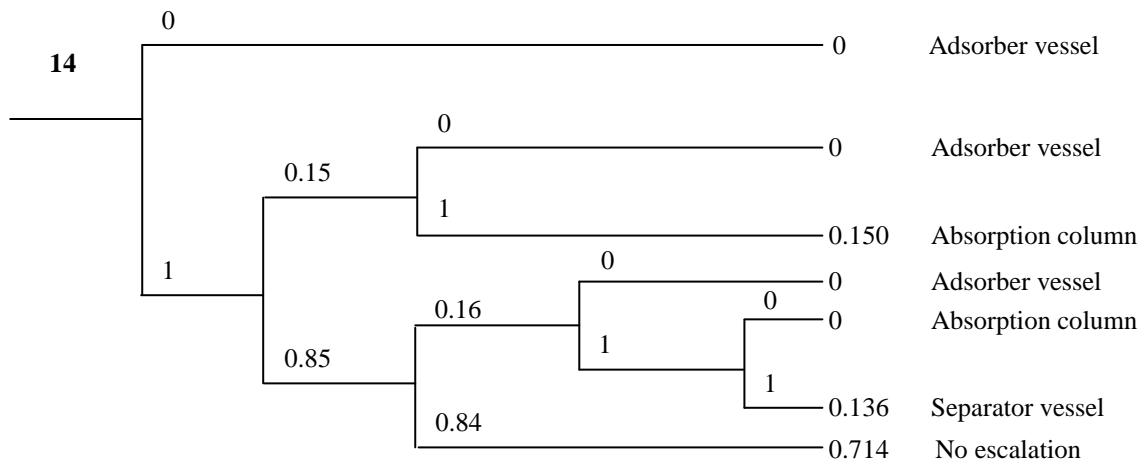 0
14
0 Adsorber vessel
0
0 Adsorber vessel
0.15
1
0.150 Absorption column
1
0
0 Adsorber vessel
0
0.16
0 Absorption column
0.85
1
1
0.136 Separator vessel
0.84
0.714 No escalation